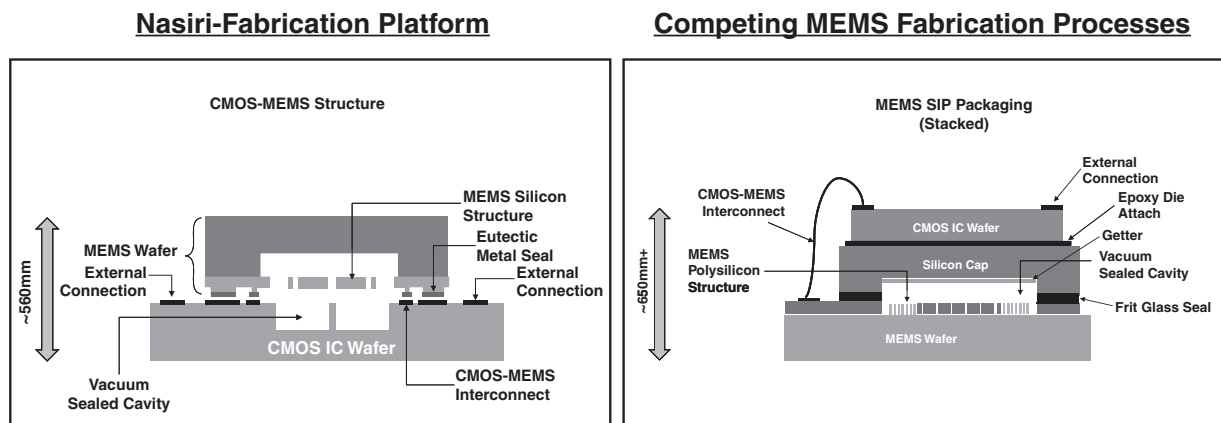 Nasiri-Fabrication Platform
CMOS-MEMS Structure
MEMS Silicon
Structure
MEMS Wafer
Eutectic
Metal Seal
External
Connection
External
Connection
~560mm
CMOS IC Wafer
Vacuum
Sealed Cavity
CMOS-MEMS
Interconnect
Competing MEMS Fabrication Processes
MEMS SIP Packaging
(Stacked)
External
Connection
CMOS-MEMS
Interconnect
Epoxy Die
Attach
CMOS IC Wafer
Getter
Silicon Cap
MEMS
Polysilicon
Structure
Vacuum
Sealed Cavity
~650mm+
Frit Glass Seal
MEMS Wafer